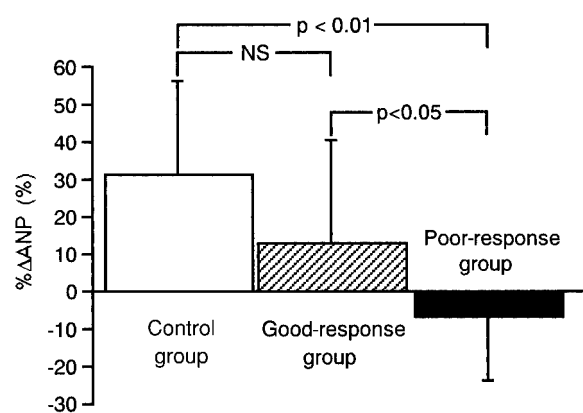 p < 0.01
NS
p<0.05
60
50
40
30
20
10
0
-10
-20
-30
%ΔANP (%)
Control
group
Good-response
group
Poor-response
group